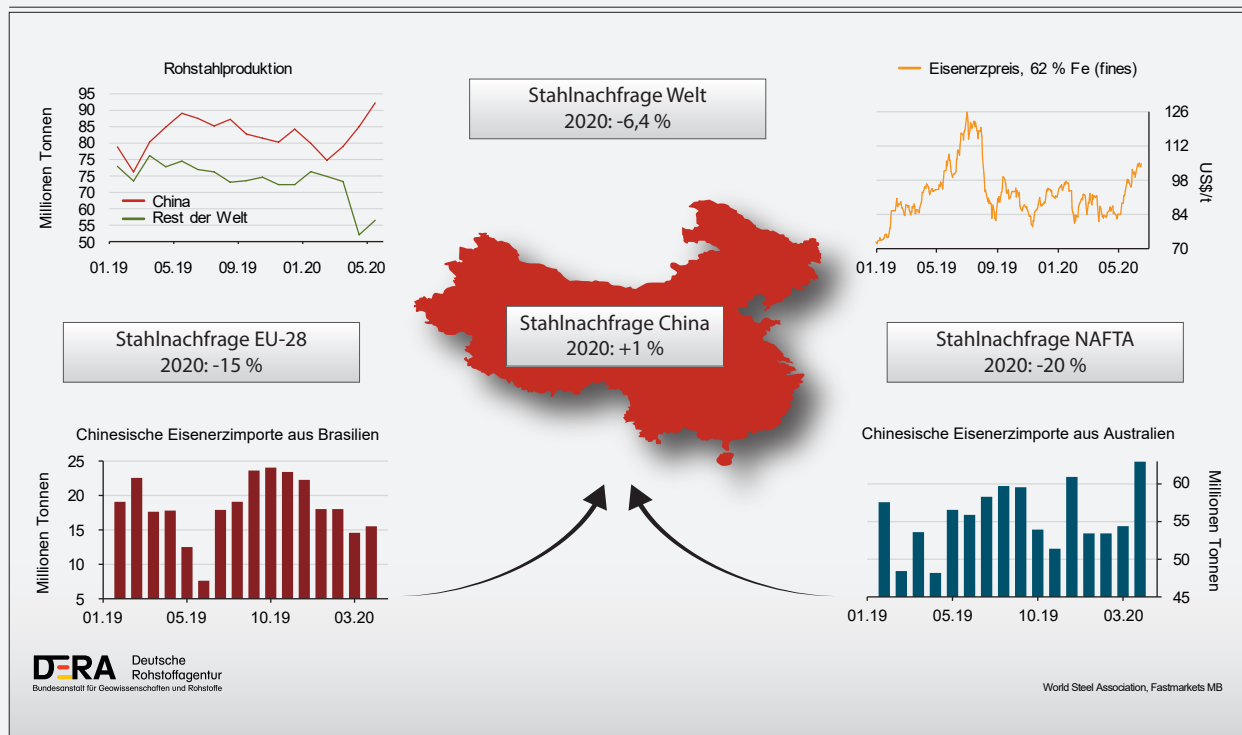 Rohstahlproduktion
Millionen Tonnen
95
90
85
80
75
70
65
60
55
50
China
Rest der Welt
01.19 05.19 09.19 01.20 05.20
Stahlnachfrage Welt
2020: -6,4 %
Eisenerzpreis, 62 % Fe (fines)
126
112
98
84
70
US$/t
01.19 05.19 09.19 01.20 05.20
Stahlnachfrage EU-28
2020: -15 %
Stahlnachfrage China
2020: +1 %
Stahlnachfrage NAFTA
2020: -20 %
Chinesische Eisenerzimporte aus Brasilien
Millionen Tonnen
25
20
15
10
5
01.19 05.19 10.19 03.20
Chinesische Eisenerzimporte aus Australien
60
55
50
45
Millionen Tonnen
01.19 05.19 10.19 03.20
DERA Deutsche
Rohstoffagentur
Bundesanstalt für Geowissenschaften und Rohstoffe
World Steel Association, Fastmarkets MB